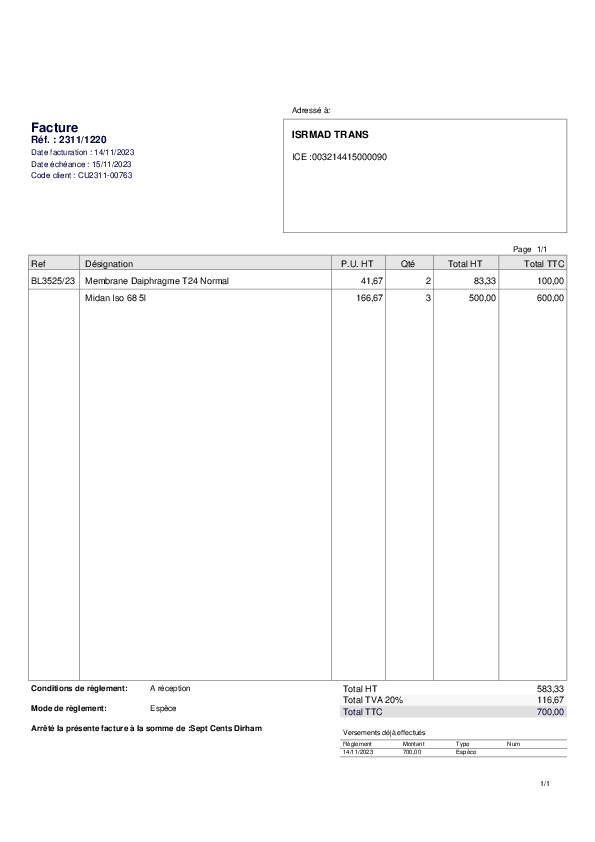 Adressé à:
Facture
Réf. : 2311/1220
Date facturation : 14/11/2023
Date échéance : 15/11/2023
Code client : CU2311-00763
ISRMAD TRANS
ICE :003214415000090
Page 1/1
Ref Désignation P.U. HT Qté Total HT Total TTC
BL3525/23 Membrane Daiphragme T24 Normal 41,67 2 83,33 100,00
Midan Iso 68 5l 166,67 3 500,00 600,00
Conditions de règlement: A réception
Mode de règlement: Espèce
Arrêté la présente facture à la somme de :Sept Cents Dirham
Total HT 583,33
Total TVA 20% 116,67
Total TTC 700,00
Versements déjà effectués
Règlement Montant Type Num
14/11/2023 700,00 Espèce
1/1